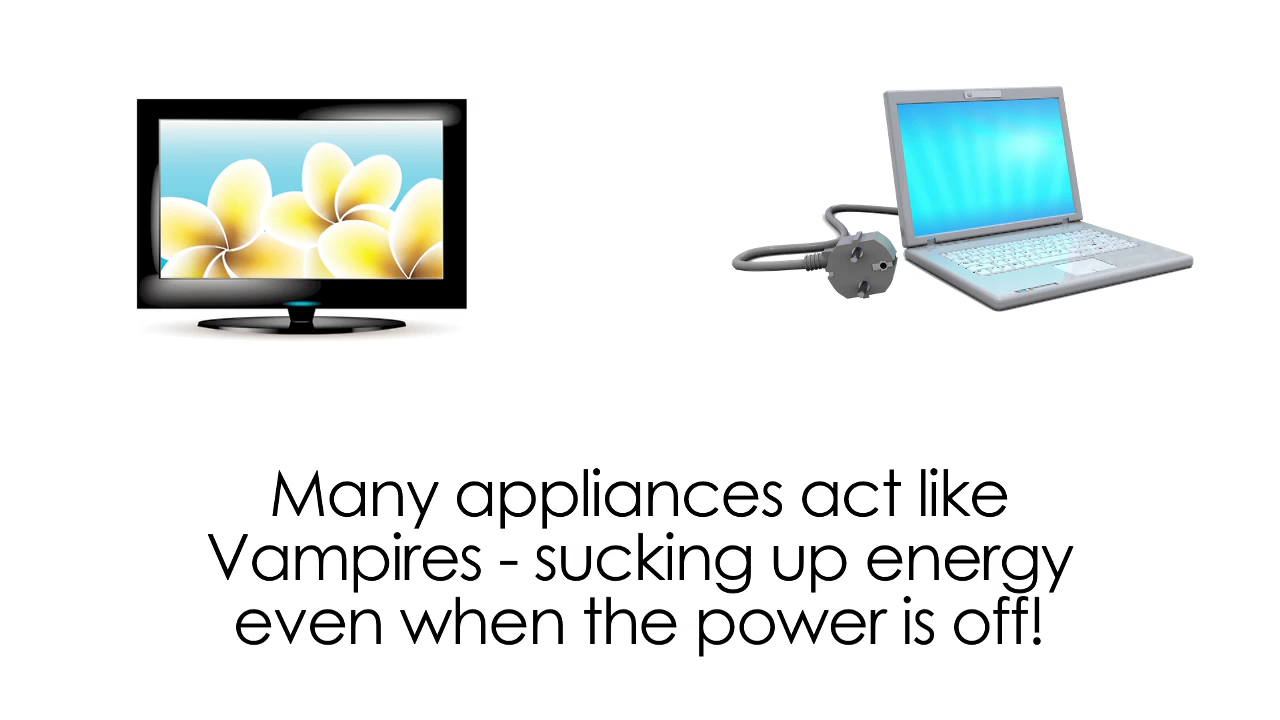 Many appliances act like
Vampires - sucking up energy
even when the power is off!